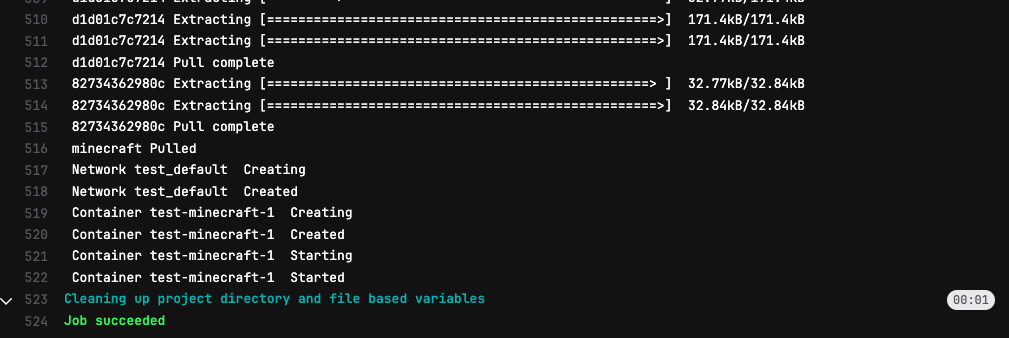 510 d1d01c7c7214 Extracting [==================================================>]  171.4kB/171.4kB
511 d1d01c7c7214 Extracting [==================================================>]  171.4kB/171.4kB
512 d1d01c7c7214 Pull complete
513 82734362980c Extracting [=================================================> ]  32.77kB/32.84kB
514 82734362980c Extracting [==================================================>]  32.84kB/32.84kB
515 82734362980c Pull complete
516 minecraft Pulled
517 Network test_default  Creating
518 Network test_default  Created
519 Container test-minecraft-1  Creating
520 Container test-minecraft-1  Created
521 Container test-minecraft-1  Starting
522 Container test-minecraft-1  Started
523 Cleaning up project directory and file based variables 00:01
524 Job succeeded